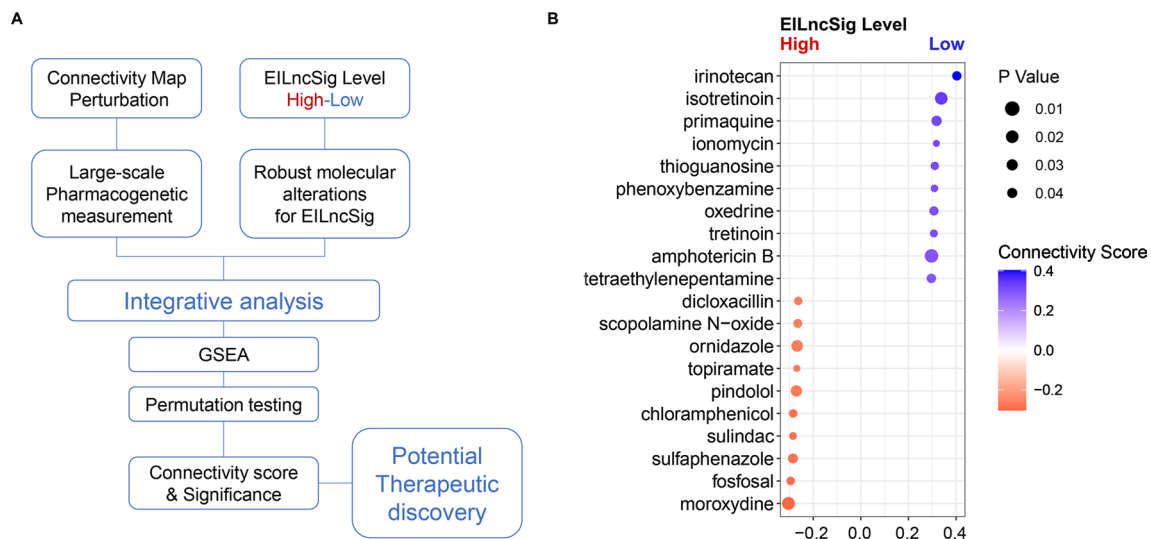 A
Connectivity Map
Perturbation
EILncSig Level
High-Low
Large-scale
Pharmacogenetic
measurement
Robust molecular
alterations
for EILncSig
Integrative analysis
GSEA
Permutation testing
Connectivity score
& Significance
Potential
Therapeutic
discovery
B
EILncSig Level
High Low
irinotecan
isotretinoin
primaquine
ionomycin
thioguanosine
phenoxybenzamine
oxedrine
tretinoin
amphotericin B
tetraethylenepentamine
dicloxacillin
scopolamine N−oxide
ornidazole
topiramate
pindolol
chloramphenicol
sulindac
sulfaphenazole
fosfosal
moroxydine
−0.2 0.0 0.2 0.4
P Value
0.01
0.02
0.03
0.04
Connectivity Score
0.4
0.2
0.0
−0.2